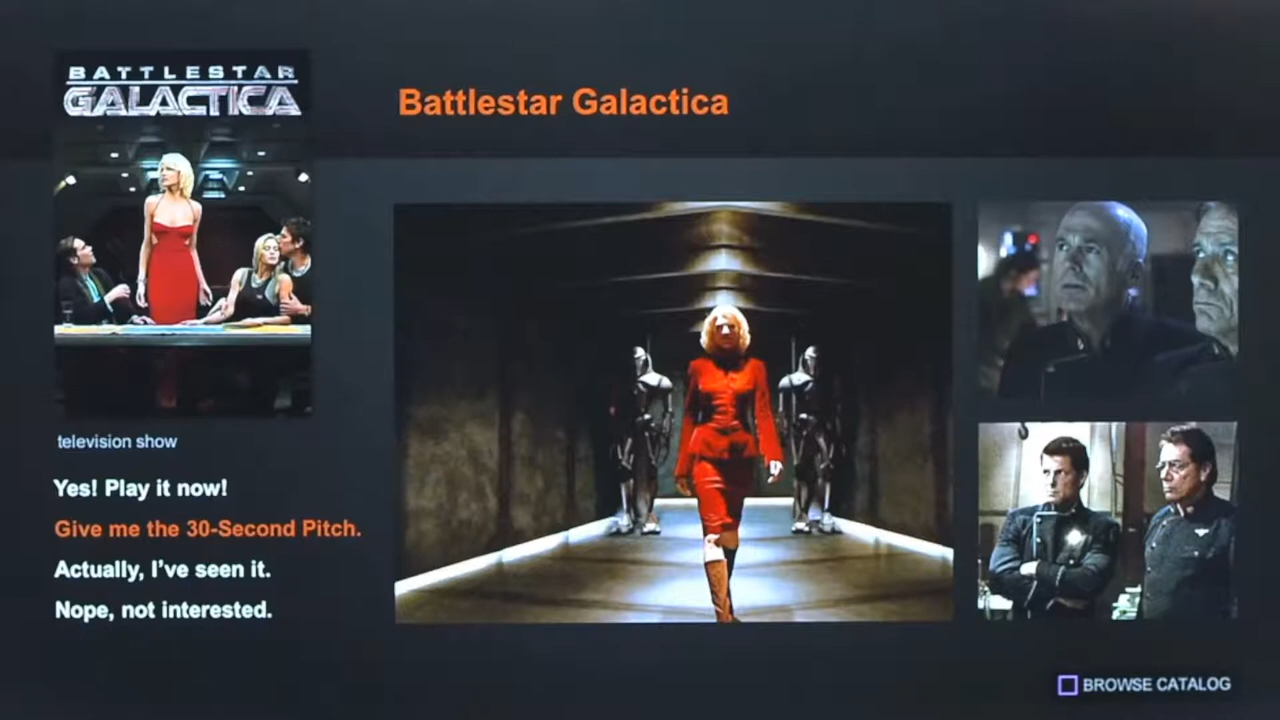 BATTLESTAR
GALACTICA
Battlestar Galactica
television show
Yes! Play it now!
Give me the 30-Second Pitch.
Actually, I've seen it.
Nope, not interested.
BROWSE CATALOG